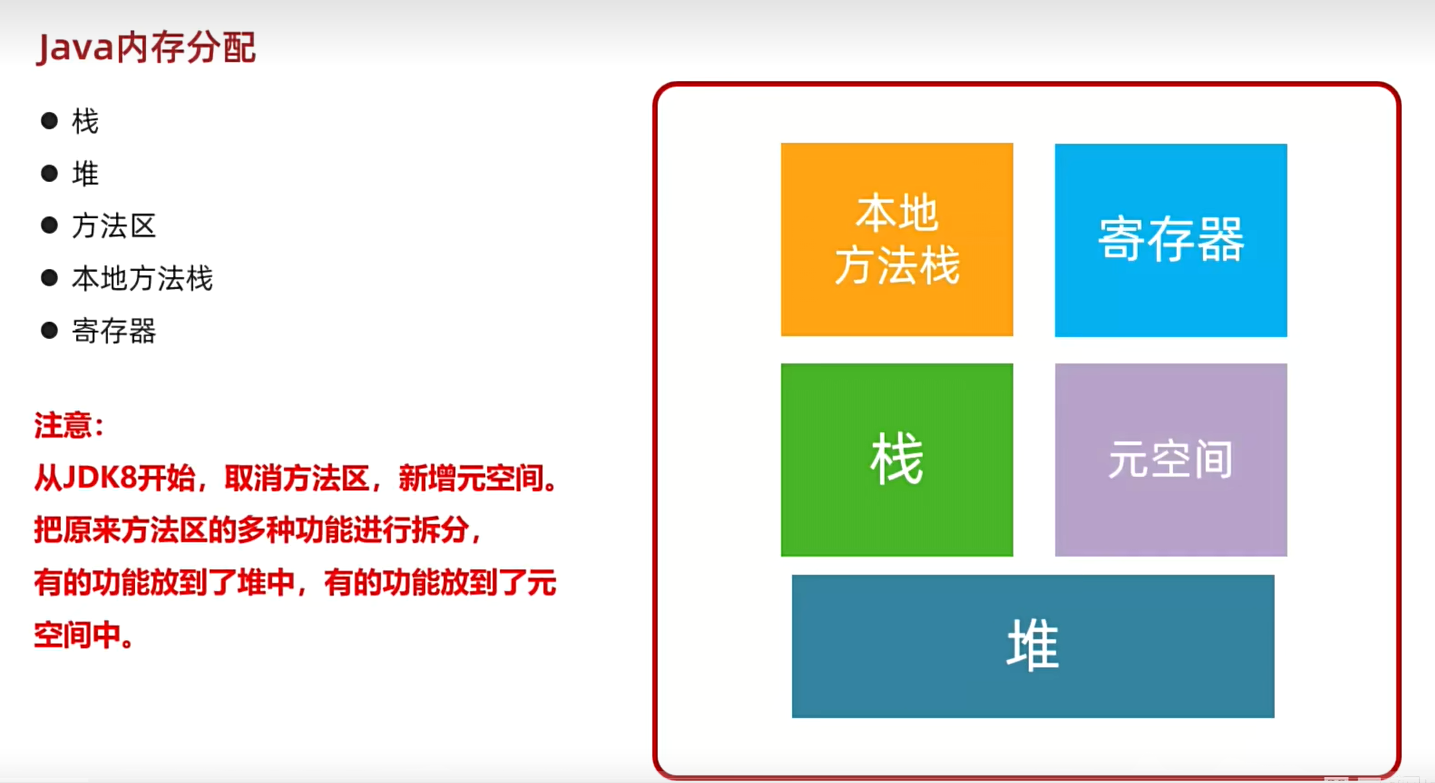 Java内存分配
栈
堆
方法区
本地方法栈
寄存器
注意：
从JDK8开始，取消方法区，新增元空间。
把原来方法区的多种功能进行拆分，
有的功能放到了堆中，有的功能放到了元
空间中。
本地
方法栈
寄存器
栈
元空间
堆